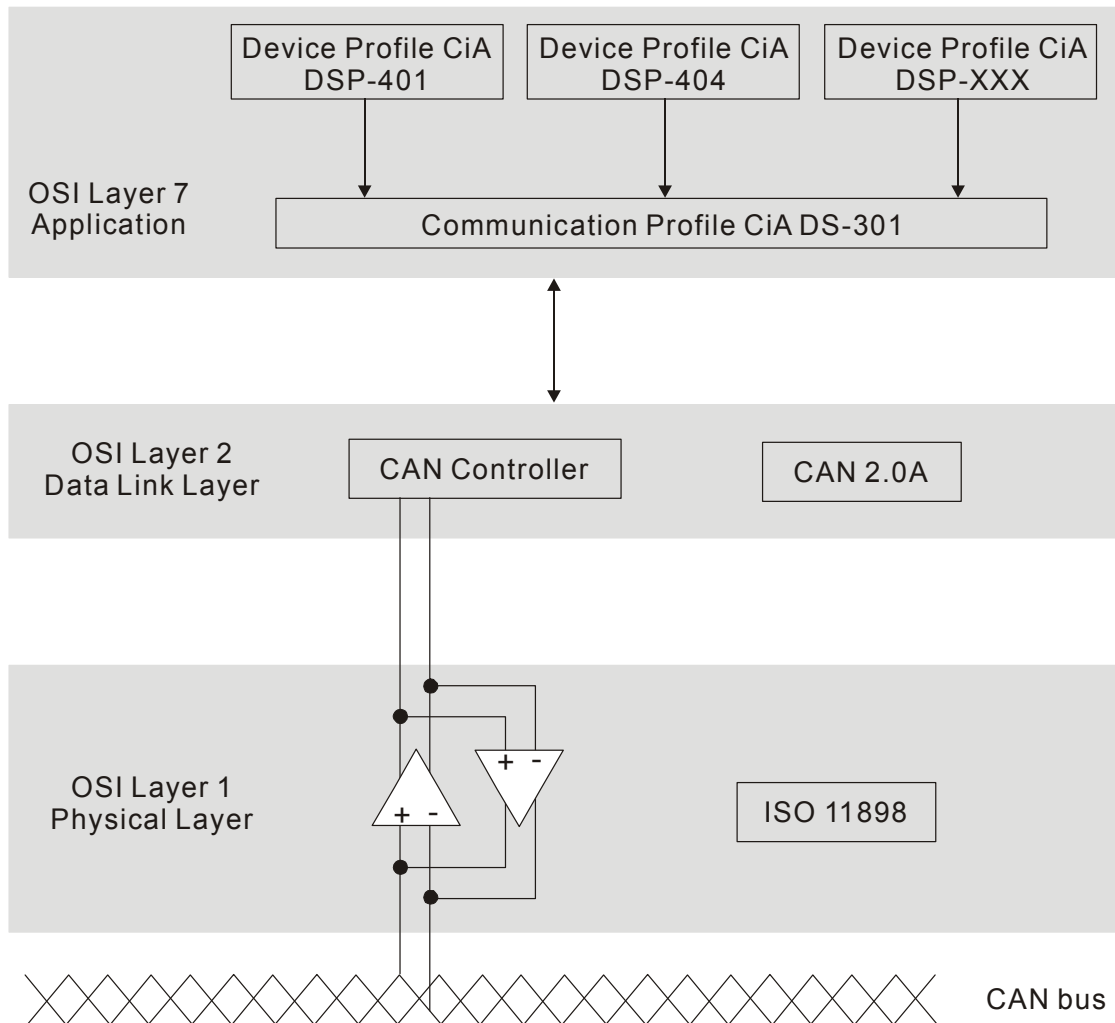 Device Profile CiA
DSP-401
Device Profile CiA
DSP-404
Device Profile CiA
DSP-XXX
OSI Layer 7
Application
Communication Profile CiA DS-301
OSI Layer 2
Data Link Layer
CAN Controller
CAN 2.0A
OSI Layer 1
Physical Layer
+ -
+ -
ISO 11898
CAN bus